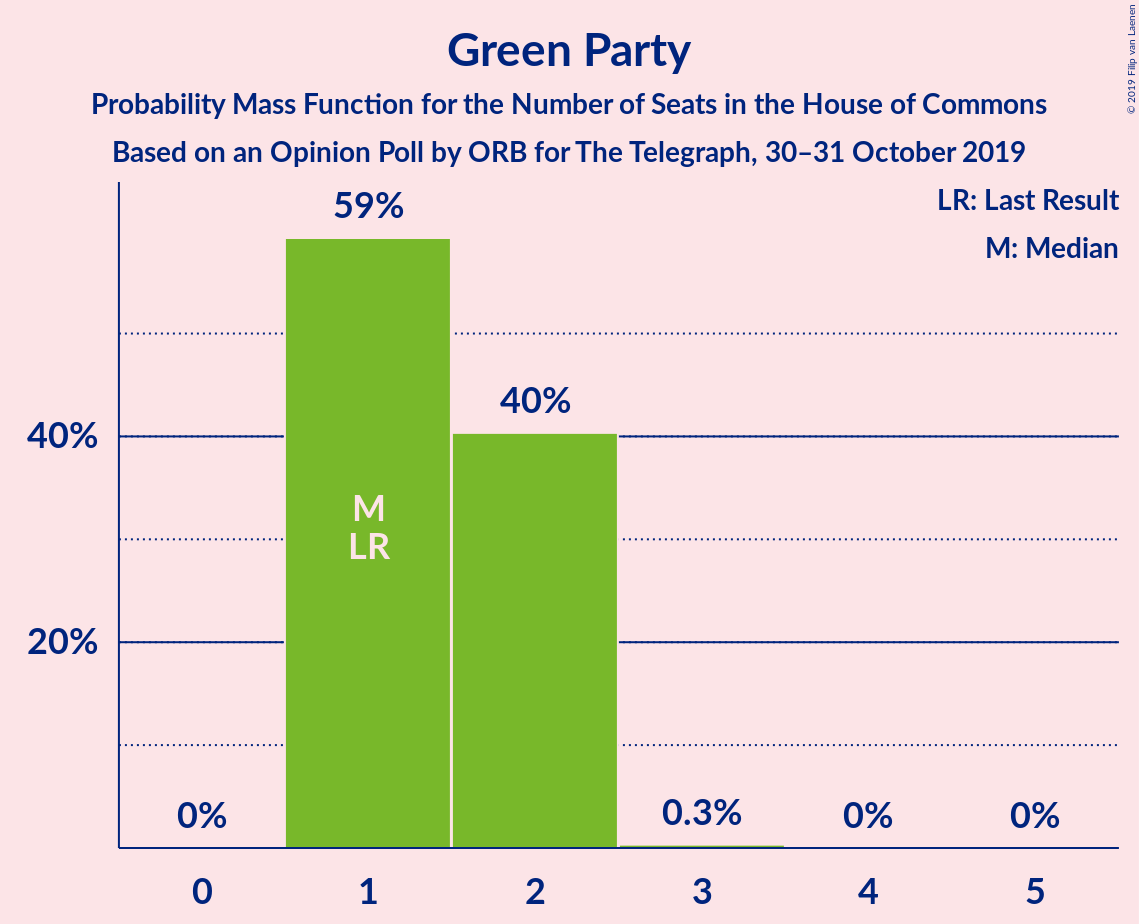 Green Party
Probability Mass Function for the Number of Seats in the House of Commons
Based on an Opinion Poll by ORB for The Telegraph, 30–31 October 2019
© 2019 Filip van Laenen
LR: Last Result
M: Median
59%
40%
40%
M
LR
20%
0%
0.3%
0%
0%
0
1
2
3
4
5